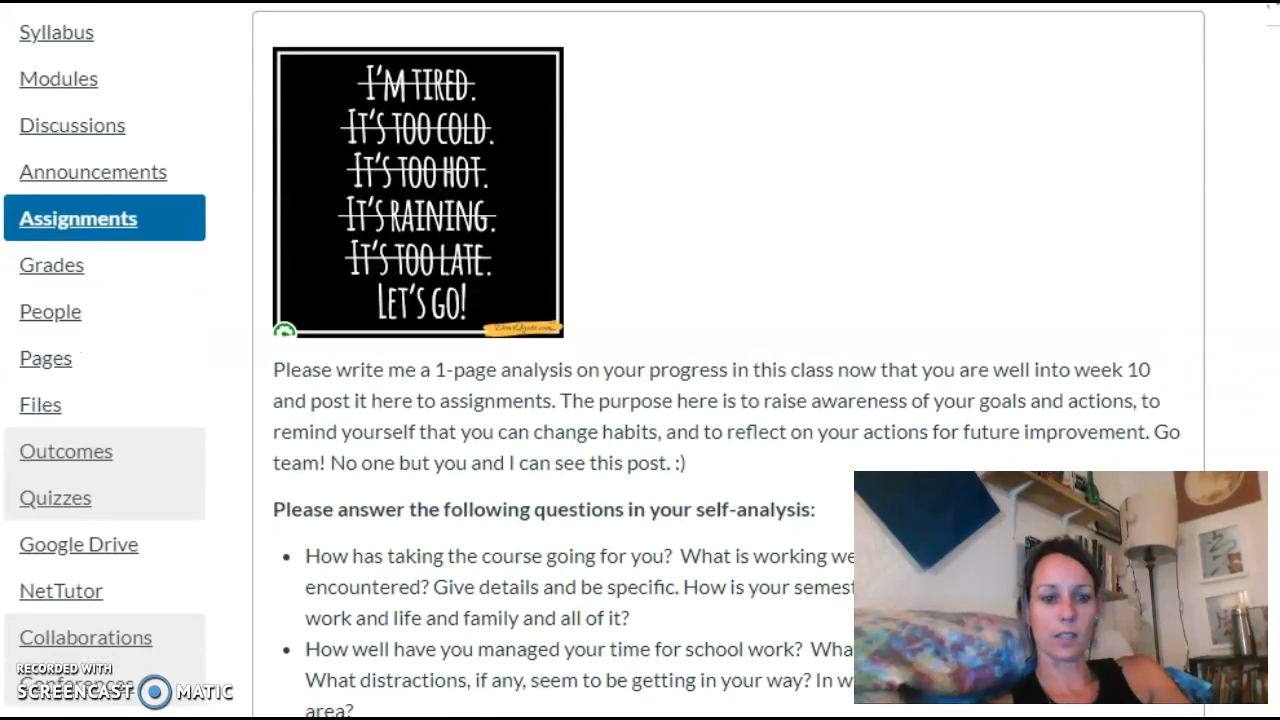 Syllabus
Modules
Discussions
Announcements
Assignments
Grades
People
Pages
Files
Outcomes
Quizzes
Google Drive
NetTutor
Collaborations
RECORDED WITH
SCREENCAST MATIC
I'M TIRED.
IT'S TOO COLD.
IT'S TOO HOT.
IT'S RAINING.
IT'S TOO LATE.
LET'S GO!
Please write me a 1-page analysis on your progress in this class now that you are well into week 10
and post it here to assignments. The purpose here is to raise awareness of your goals and actions, to
remind yourself that you can change habits, and to reflect on your actions for future improvement. Go
team! No one but you and I can see this post. :)
Please answer the following questions in your self-analysis:
• How has taking the course going for you? What is working
encountered? Give details and be specific. How is your
work and life and family and all of it?
• How well have you managed your time for school work?
What distractions, if any, seem to be getting in your way? In
area?